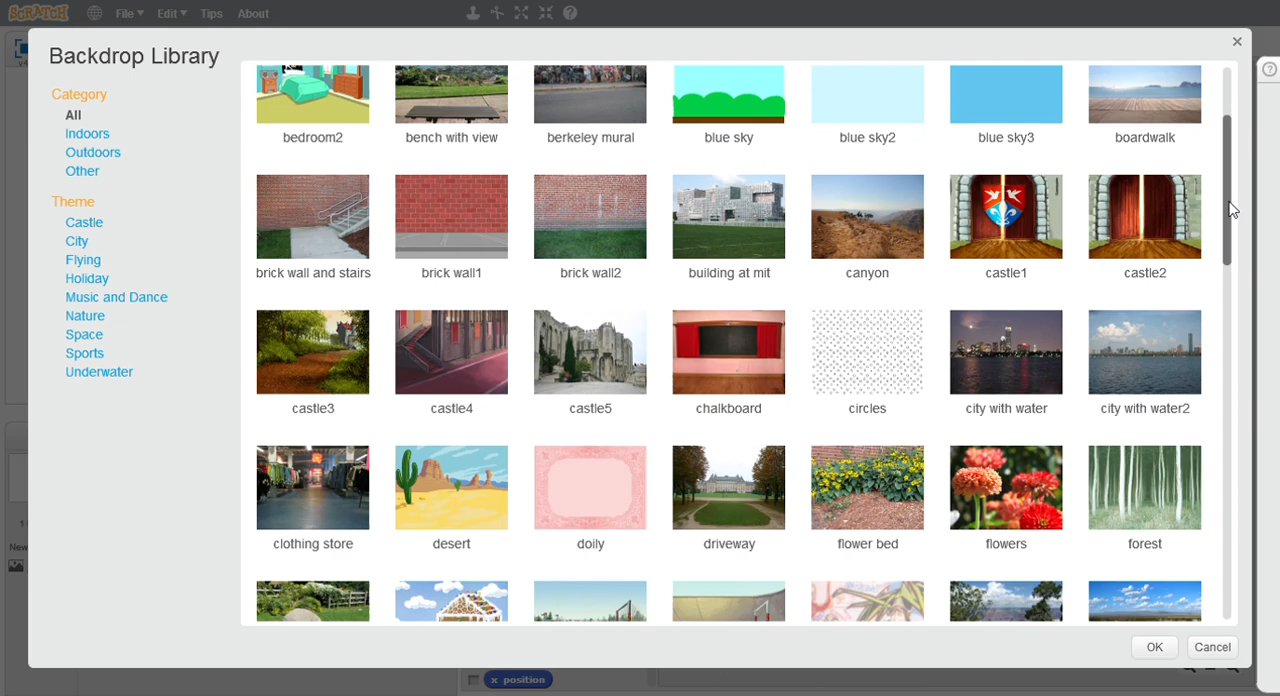 SCRATCH File Edit Tips About
Backdrop Library
Category
All
Indoors
Outdoors
Other
Theme
Castle
City
Flying
Holiday
Music and Dance
Nature
Space
Sports
Underwater
bedroom2 bench with view berkeley mural blue sky blue sky2 blue sky3 boardwalk
brick wall and stairs brick wall1 brick wall2 building at mit canyon castle1 castle2
castle3 castle4 castle5 chalkboard circles city with water city with water2
clothing store desert doily driveway flower bed flowers forest
New
OK Cancel
x position